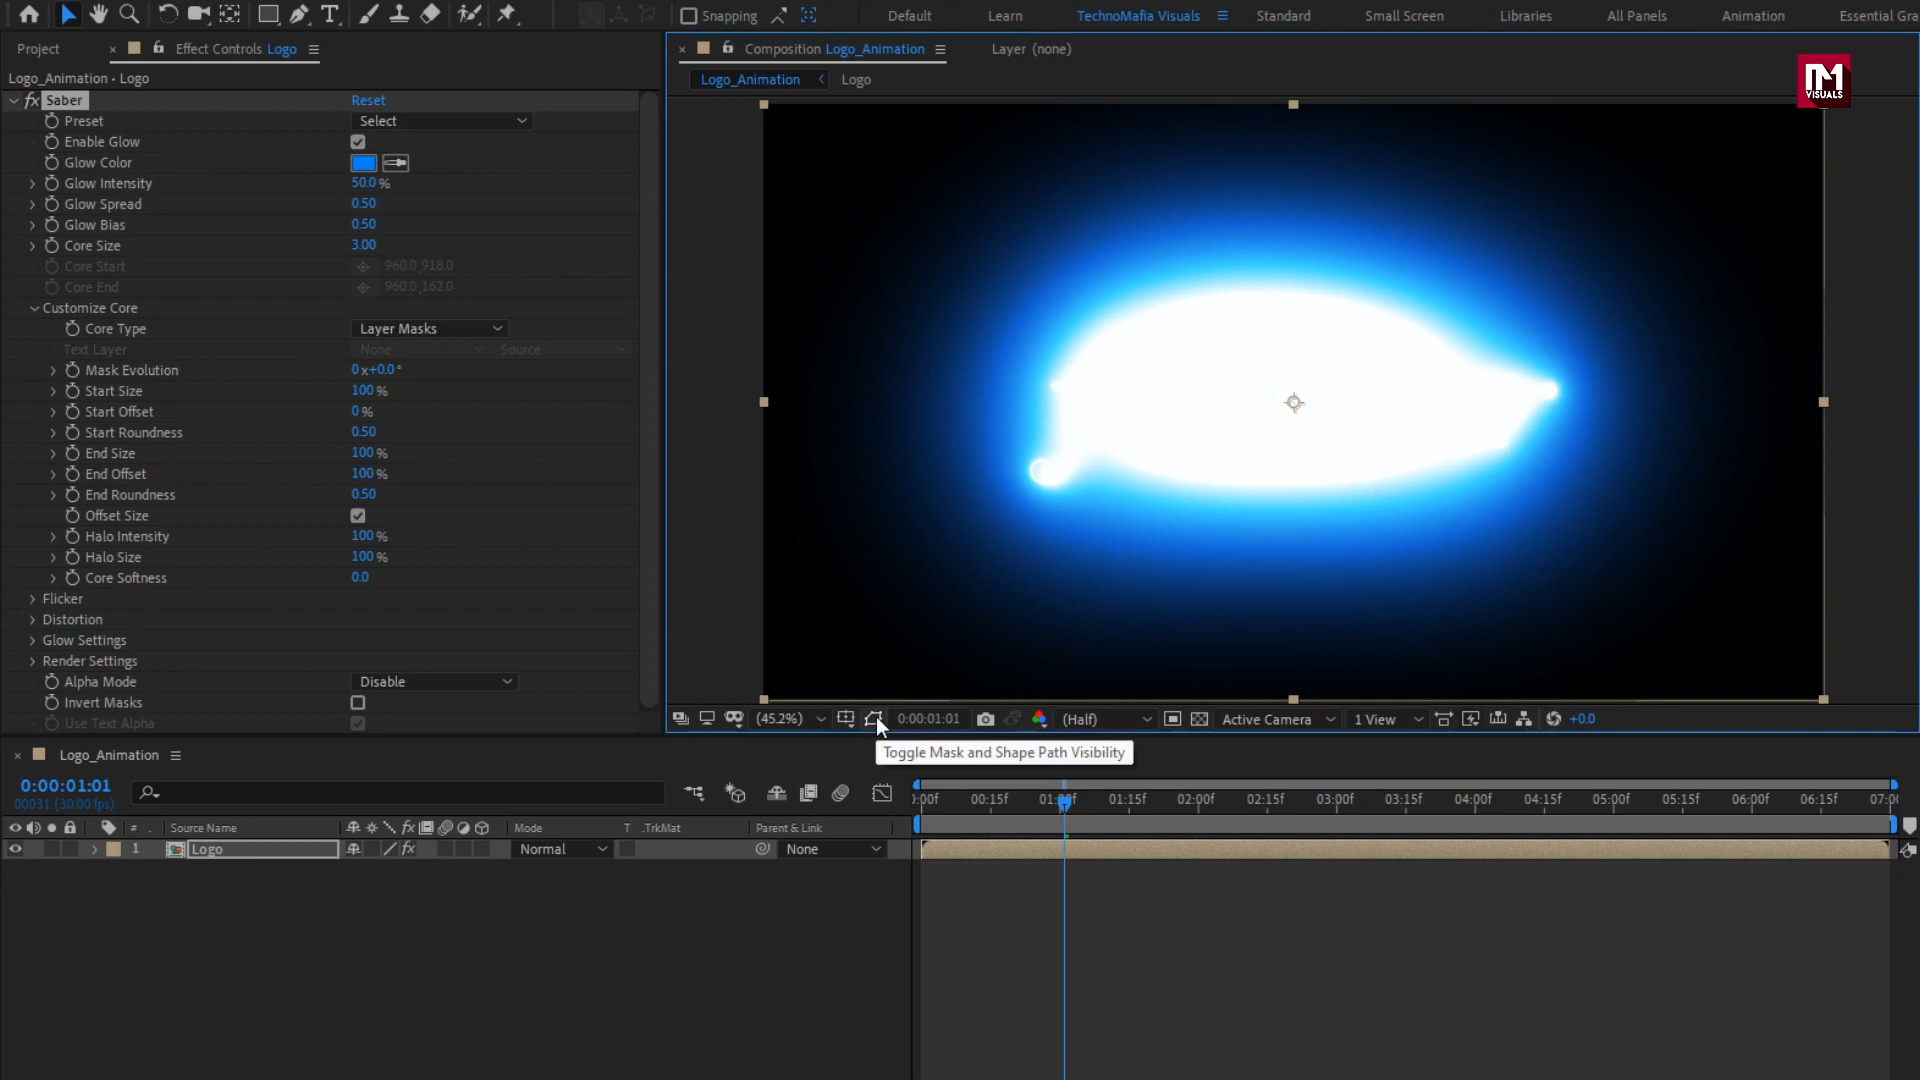 Snapping
Default
Learn
TechnoMafia Visuals
Standard
Small Screen
Libraries
All Panels
Animation
Essential Gra
Project
Effect Controls Logo
Composition Logo_Animation
Layer (none)
Logo_Animation • Logo
Logo_Animation
Logo
VISUALS
fx Saber
Reset
Preset
Select
Enable Glow
Glow Color
Glow Intensity
50.0 %
Glow Spread
0.50
Glow Bias
0.50
Core Size
3.00
Core Start
960.0,918.0
Core End
960.0,162.0
Customize Core
Core Type
Layer Masks
Text Layer
None
Source
Mask Evolution
0x+0.0°
Start Size
100 %
Start Offset
0 %
Start Roundness
0.50
End Size
100 %
End Offset
100 %
End Roundness
0.50
Offset Size
Halo Intensity
100 %
Halo Size
100 %
Core Softness
0.0
Flicker
Distortion
Glow Settings
Render Settings
Alpha Mode
Disable
Invert Masks
Use Text Alpha
(45.2%)
0:00:01:01
(Half)
Active Camera
1 View
+0.0
Toggle Mask and Shape Path Visibility
Logo_Animation
0:00:01:01
00031 (30.00 fps)
):00f
00:15f
01:00f
01:15f
02:00f
02:15f
03:00f
03:15f
04:00f
04:15f
05:00f
05:15f
06:00f
06:15f
07:00
#
Source Name
fx
Mode
T
.TrkMat
Parent & Link
1
Logo
fx
Normal
None